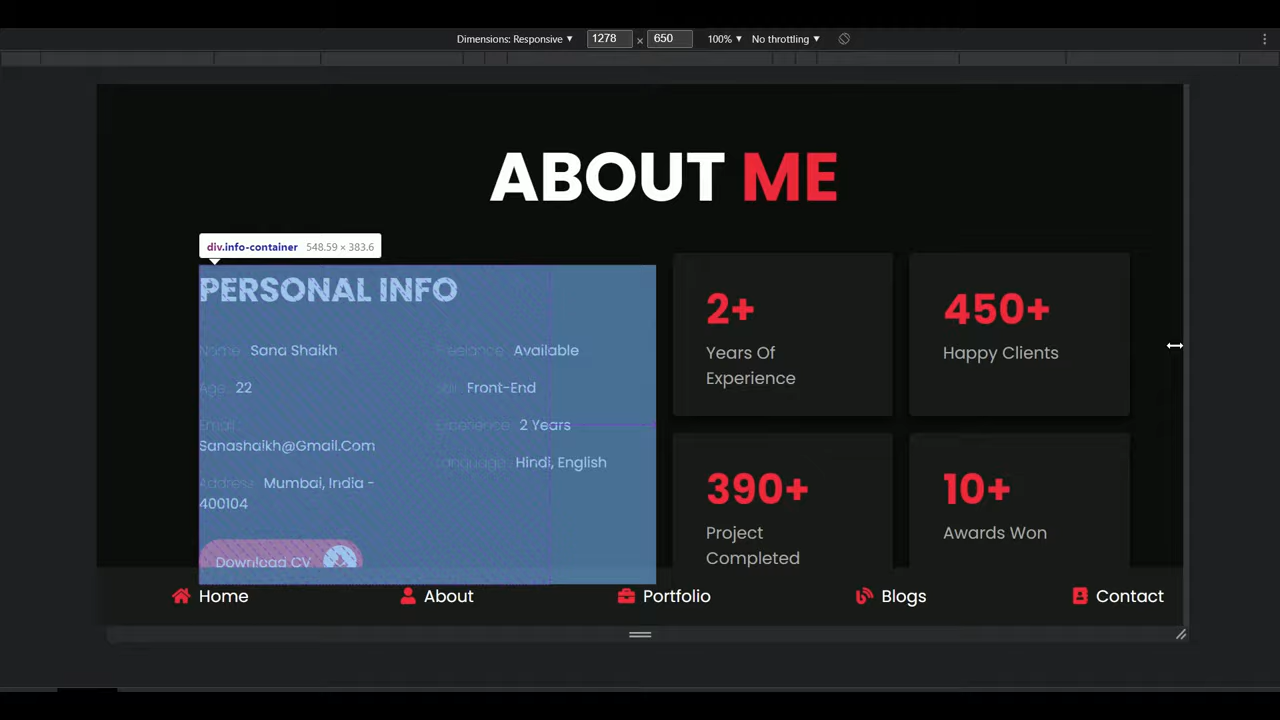 Dimensions: Responsive ▼ 1278 × 650 100% ▼ No throttling ▼
ABOUT ME
div.info-container 548.59 × 383.6
PERSONAL INFO
Name Sana Shaikh
Freelance Available
Age 22
Front-End
Email
Sanashaikh@Gmail.Com
Experience 2 Years
Address Mumbai, India -
400104
Language Hindi, English
Download CV
2+
Years Of
Experience
450+
Happy Clients
390+
Project
Completed
10+
Awards Won
Home
About
Portfolio
Blogs
Contact